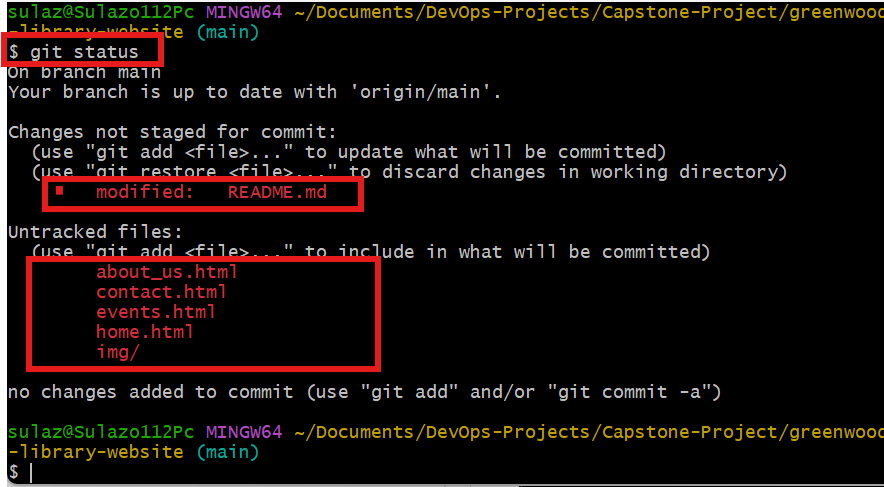 sulaz@Sulazo112Pc MINGW64 ~/Documents/DevOps-Projects/Capstone-Project/greenwood
-library-website (main)
$ git status
On branch main
Your branch is up to date with 'origin/main'.
Changes not staged for commit:
(use "git add <file>..." to update what will be committed)
(use "git restore <file>..." to discard changes in working directory)
modified: README.md
Untracked files:
(use "git add <file>..." to include in what will be committed)
about_us.html
contact.html
events.html
home.html
img/
no changes added to commit (use "git add" and/or "git commit -a")
sulaz@Sulazo112Pc MINGW64 ~/Documents/DevOps-Projects/Capstone-Project/greenwood
-library-website (main)
$